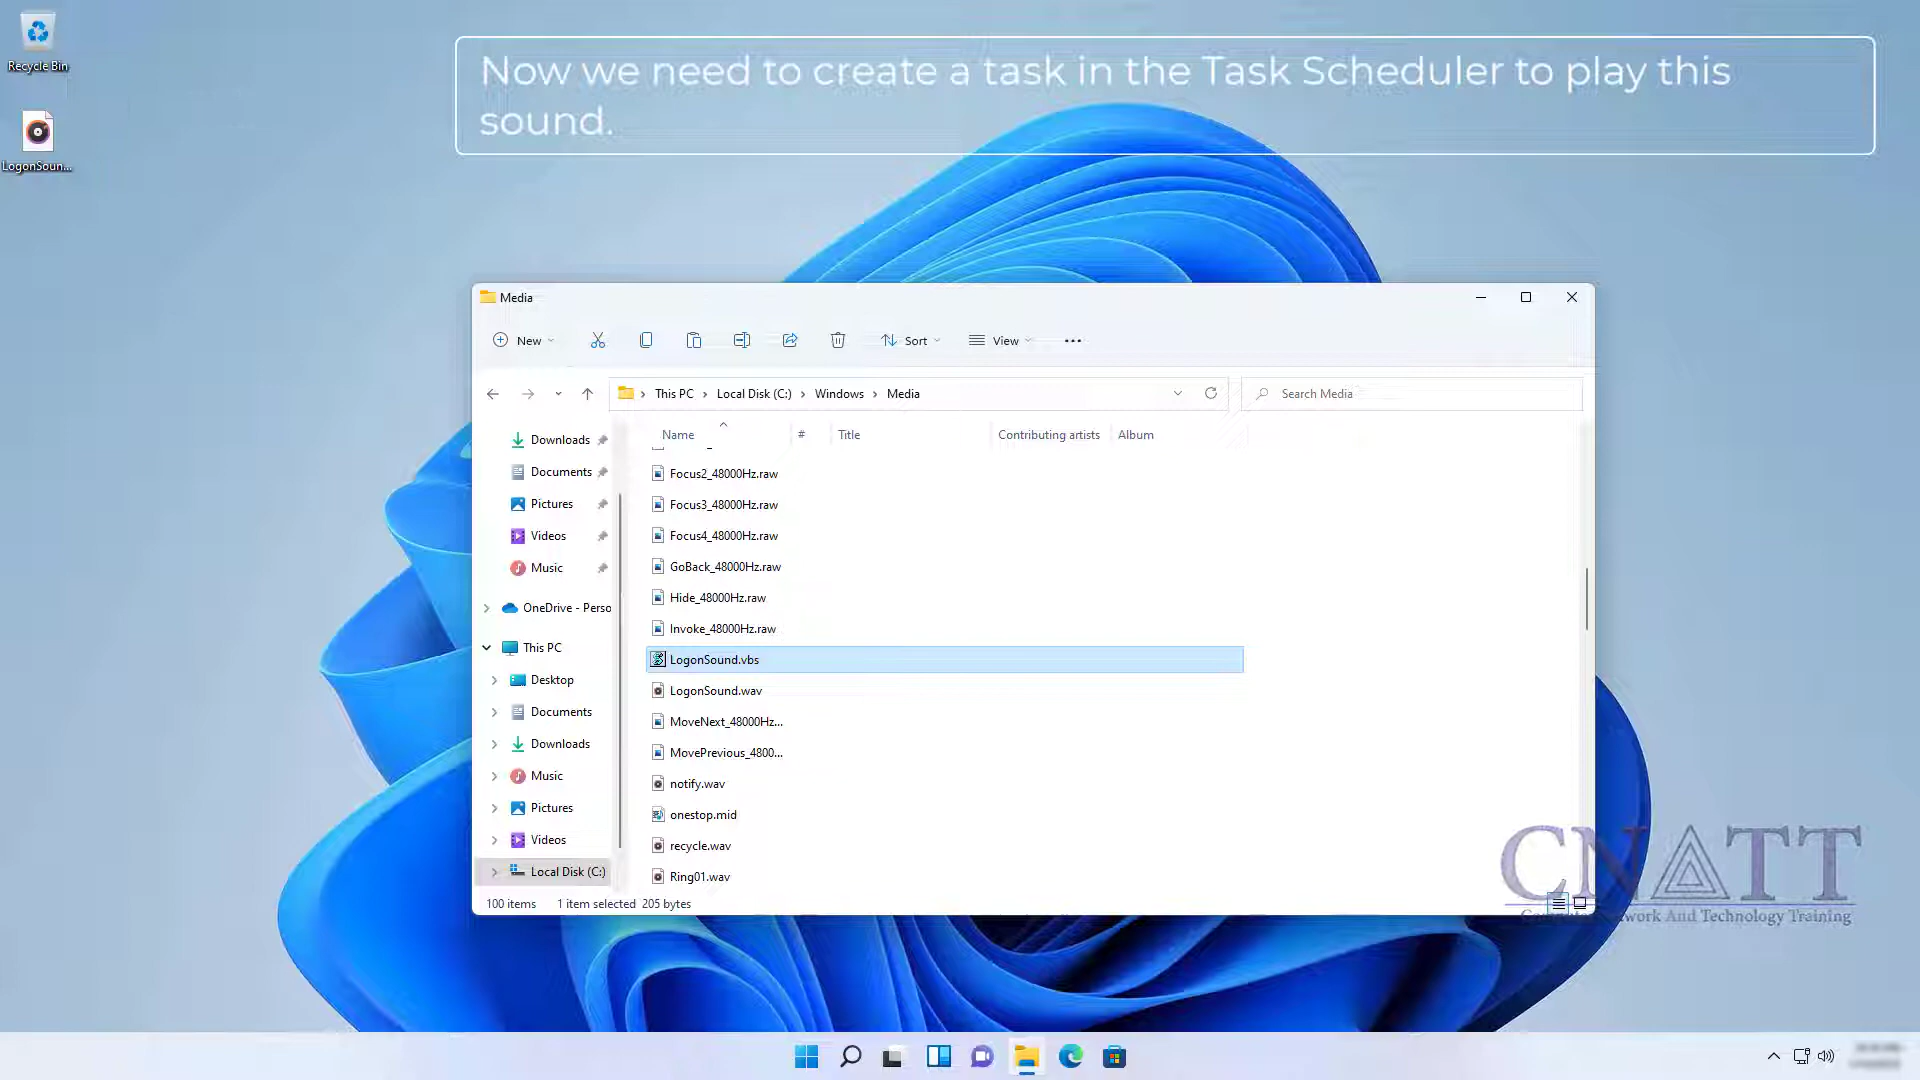 Recycle Bin
LogonSoun...
Now we need to create a task in the Task Scheduler to play this
sound.
Media
New
Sort
View
This PC
Local Disk (C:)
Windows
Media
Search Media
Name
#
Title
Contributing artists
Album
Downloads
Documents
Pictures
Videos
Music
OneDrive - Perso
This PC
Desktop
Documents
Downloads
Music
Pictures
Videos
Local Disk (C:)
Focus2_48000Hz.raw
Focus3_48000Hz.raw
Focus4_48000Hz.raw
GoBack_48000Hz.raw
Hide_48000Hz.raw
Invoke_48000Hz.raw
LogonSound.vbs
LogonSound.wav
MoveNext_48000Hz...
MovePrevious_4800...
notify.wav
onestop.mid
recycle.wav
Ring01.wav
100 items
1 item selected 205 bytes
CNATT
Computer Network And Technology Training